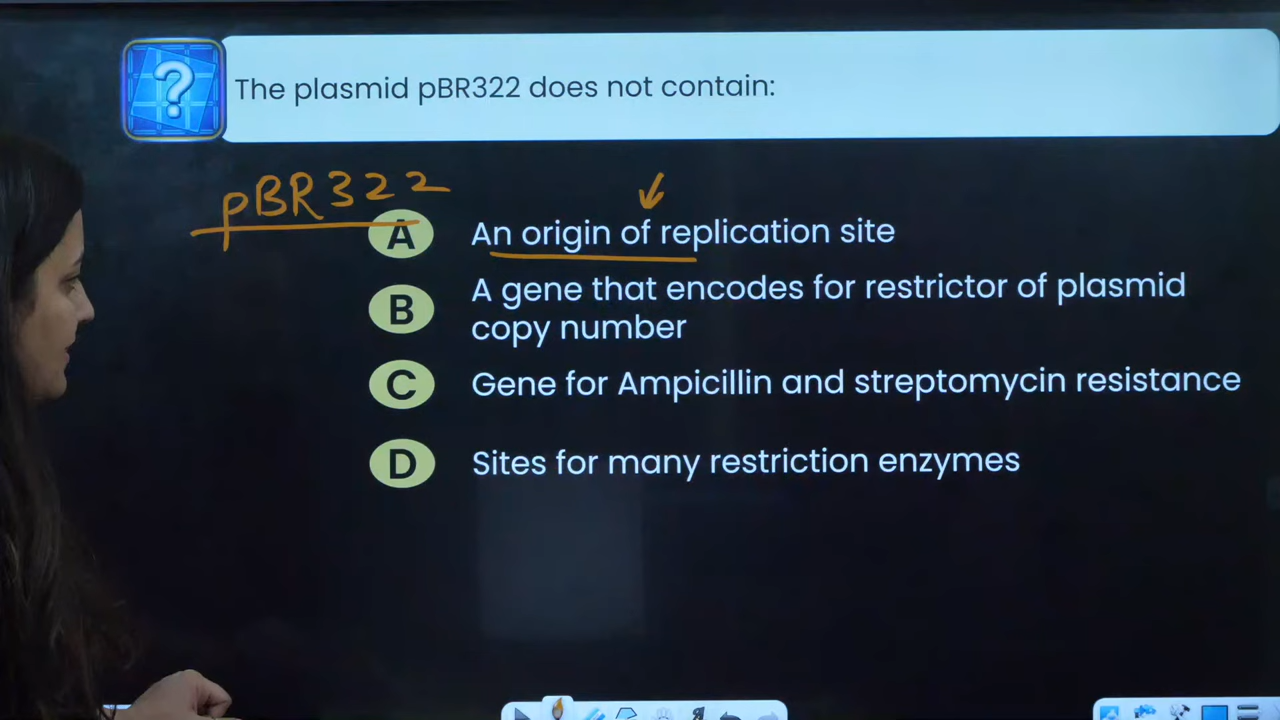 The plasmid pBR322 does not contain:
pBR322
A An origin of replication site
B A gene that encodes for restrictor of plasmid
copy number
C Gene for Ampicillin and streptomycin resistance
D Sites for many restriction enzymes